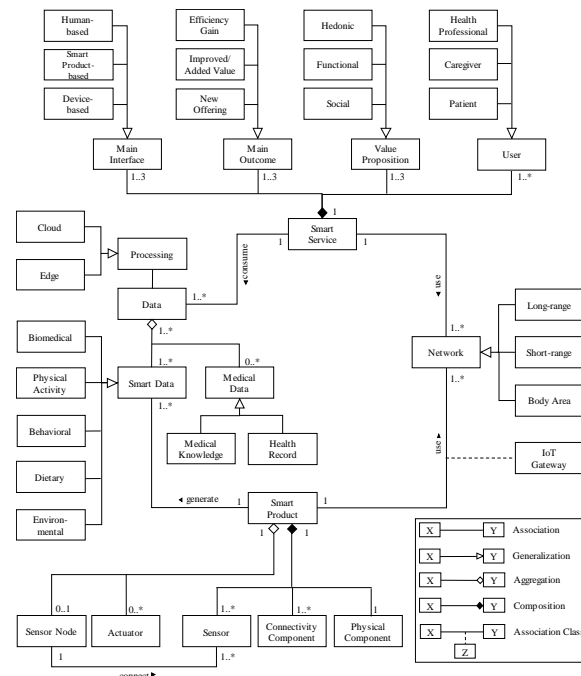 Human-
based
Smart
Product-
based
Device-
based
Main
Interface
1..3
Efficiency
Gain
Improved/
Added Value
New
Offering
Main
Outcome
1..3
Hedonic
Functional
Social
Value
Proposition
1..3
Health
Professional
Caregiver
Patient
User
1..*
1
Smart
Service
1
1
consume
use
Cloud
Edge
Processing
Data
1..*
1..*
1..*
0..*
Biomedical
Physical
Activity
Behavioral
Dietary
Environ-
mental
Smart Data
1..*
Medical
Data
Medical
Knowledge
Health
Record
1..*
Network
1..*
Long-range
Short-range
Body Area
use
IoT
Gateway
generate
1
Smart
Product
1
1
1
0..1
Sensor Node
1
0..*
Actuator
1..*
Sensor
1..*
1..*
Connectivity
Component
1
Physical
Component
connect
X
Y
Association
X
Y
Generalization
X
Y
Aggregation
X
Y
Composition
X
Y
Association Class
Z